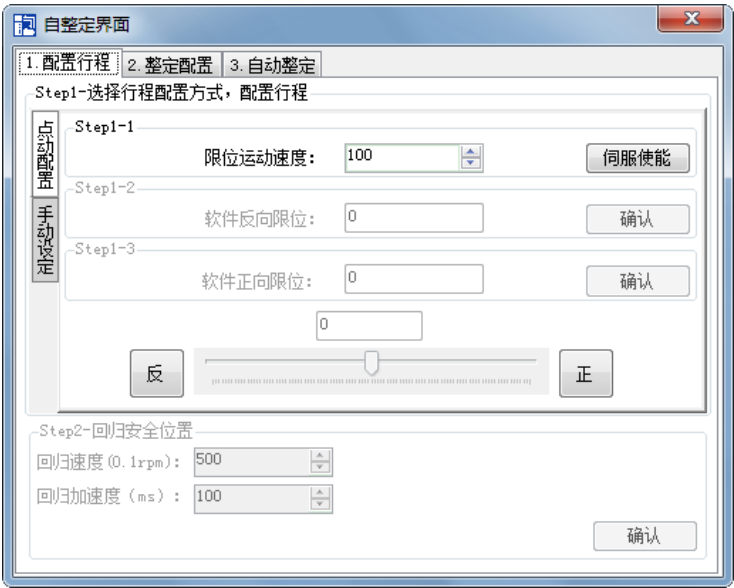 自整定界面
1. 配置行程 2. 整定配置 3. 自动整定
Step1-选择行程配置方式，配置行程
点动配置
手动设定
Step1-1
限位运动速度： 100 伺服使能
Step1-2
软件反向限位： 0 确认
Step1-3
软件正向限位： 0 确认
0
反 正
Step2-回归安全位置
回归速度(0.1rpm)： 500
回归加速度（ms）： 100
确认